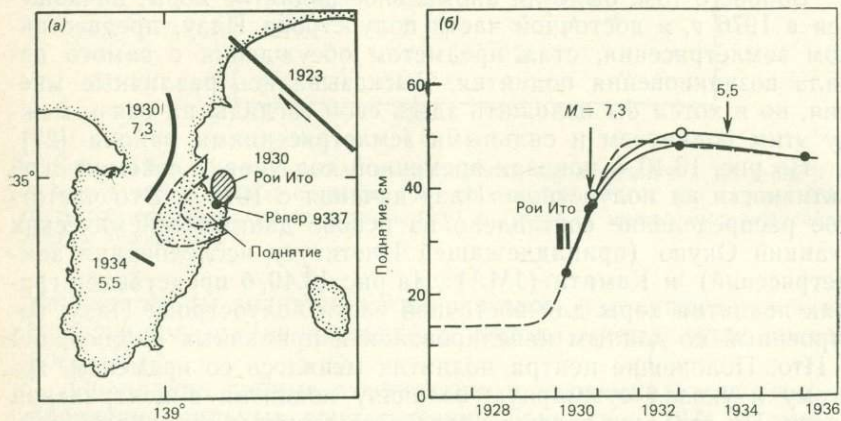 (а)
1923
1930
7,3
1930
Рои Ито
-35°
Репер 9337
Поднятие
1934
5,5
139°
(б)
60
40
20
0
Поднятие, см
М = 7,3
5,5
Рои Ито
1928
1930
1932
1934
1936